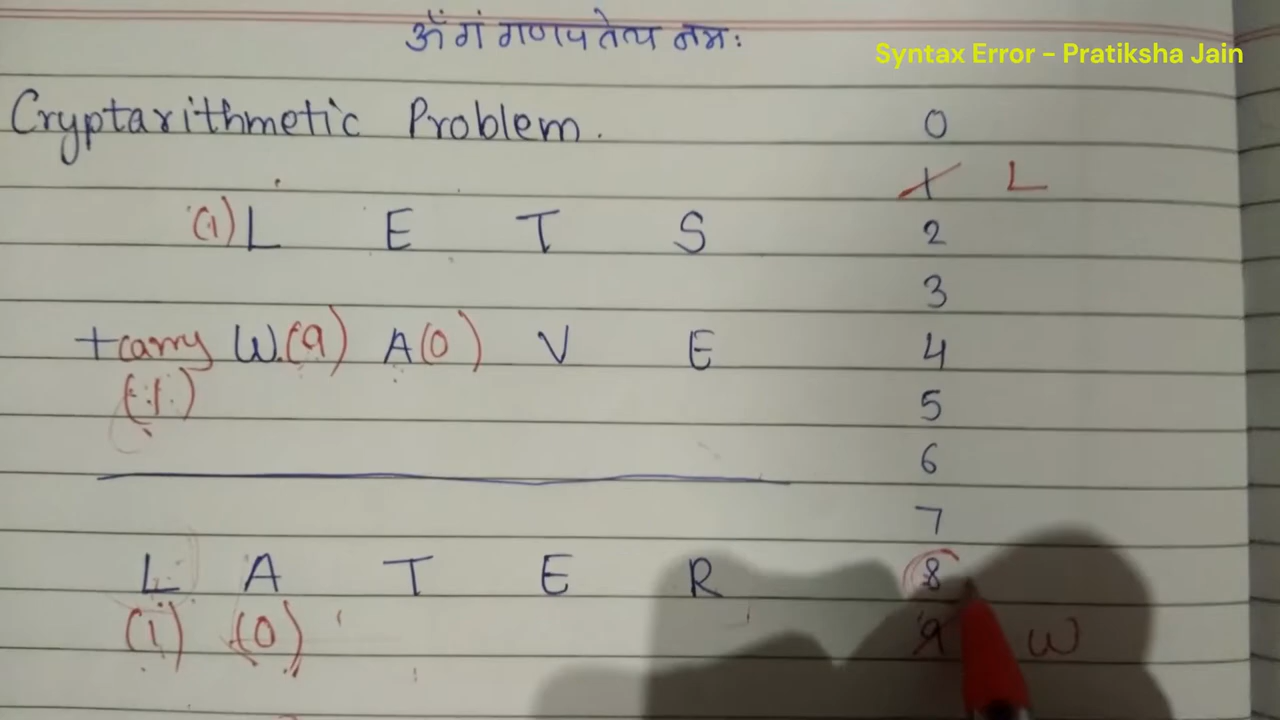 ॐ गं गणपतेत्य नमः
Syntax Error - Pratiksha Jain
Cryptarithmetic Problem.
0
1 L
(1) L E T S
2
3
+carry W.(9) A(0) V E
4
(1)
5
6
7
L A T E R
8
(1) (0)
9 W